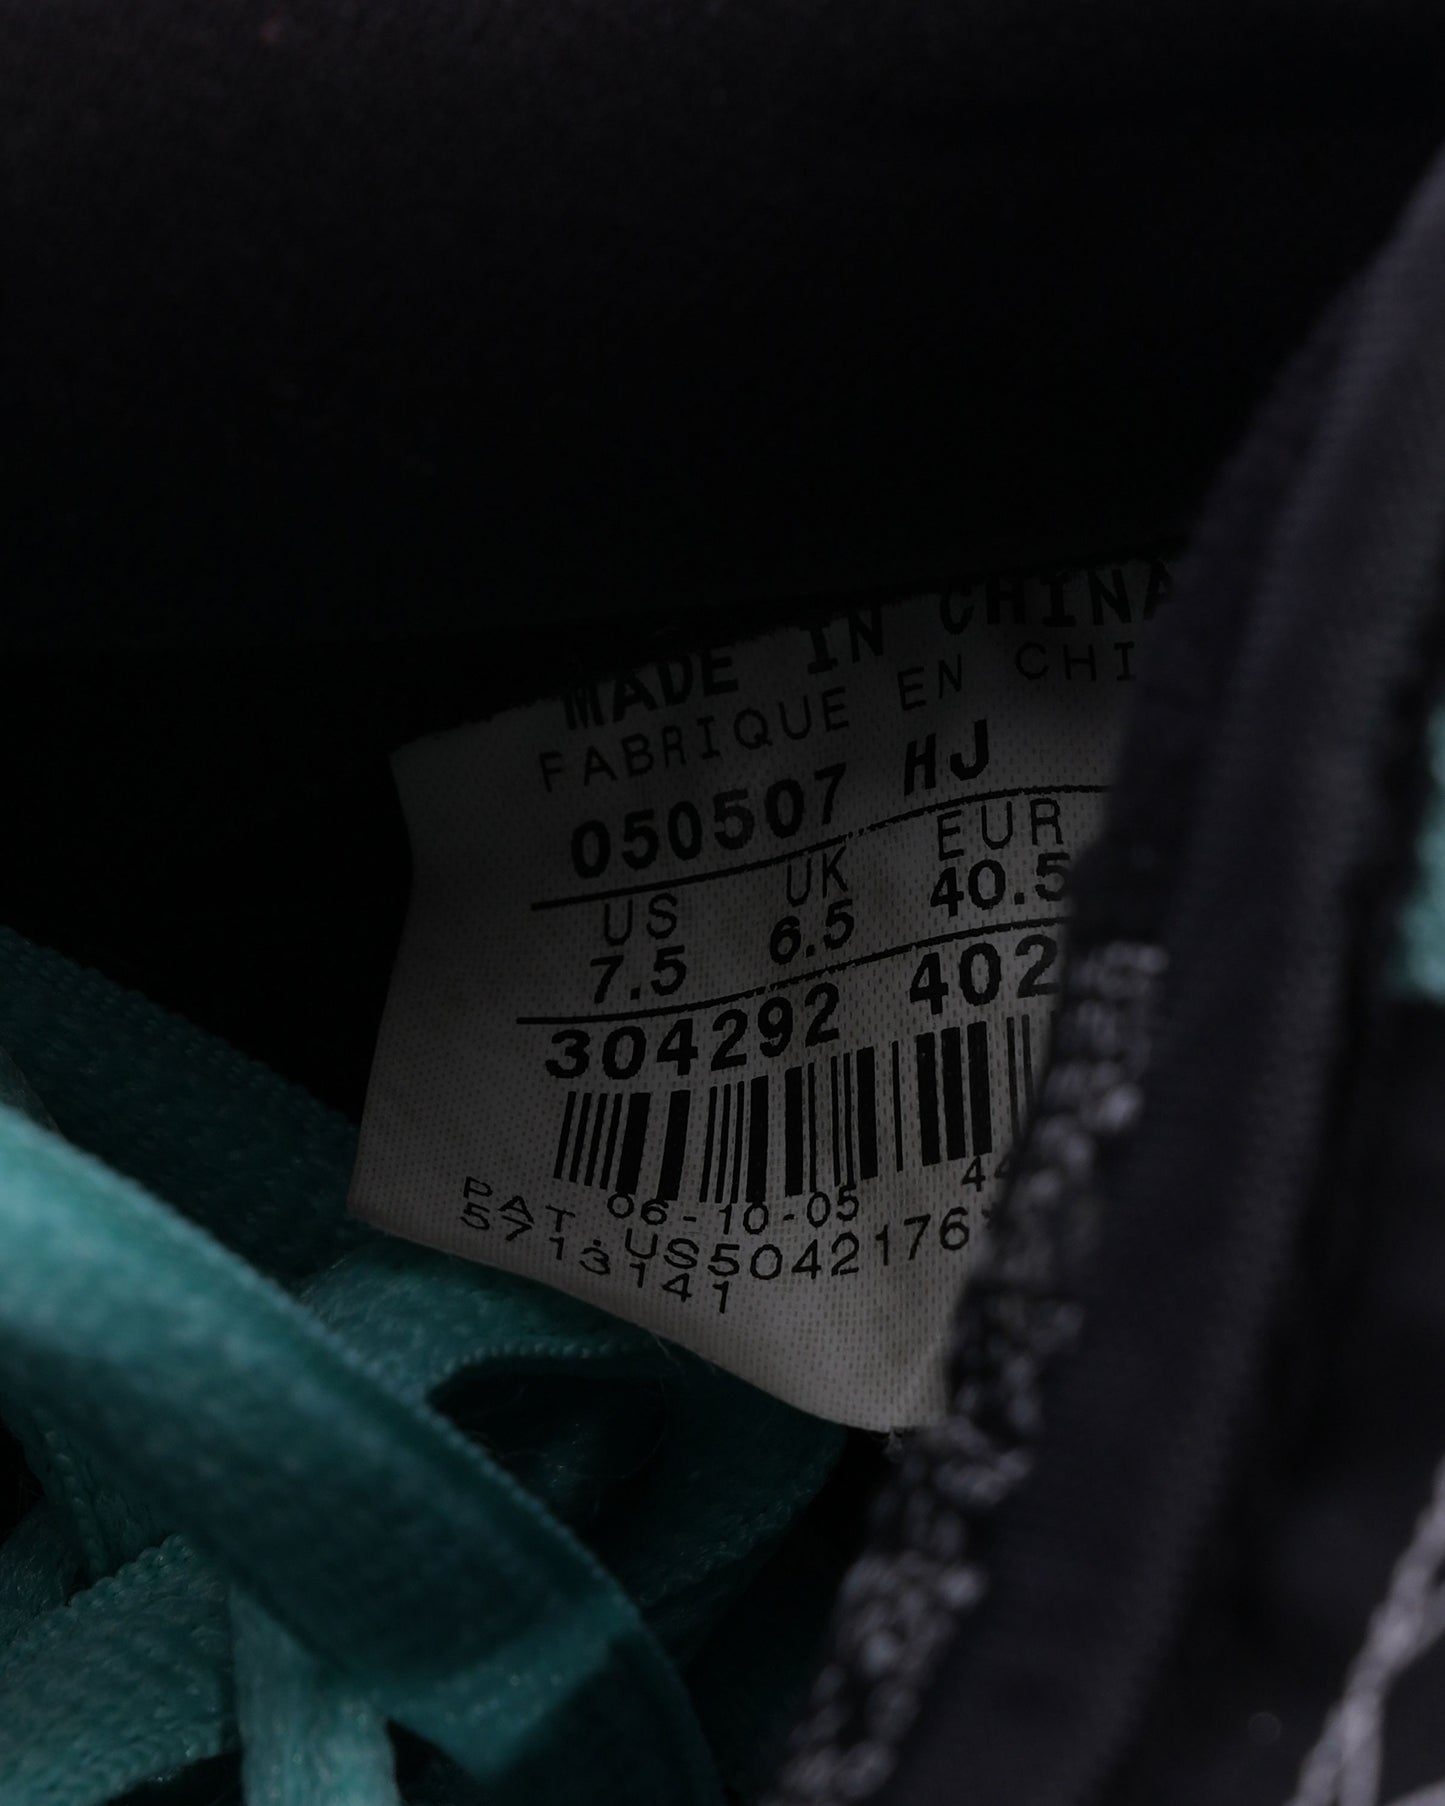 MADE IN CHINA
FABRIQUE EN CHI
050507 HJ
US UK EUR
7.5 6.5 40.5
304292 402
06-10-05 44
PAT. US5042176*
5713141